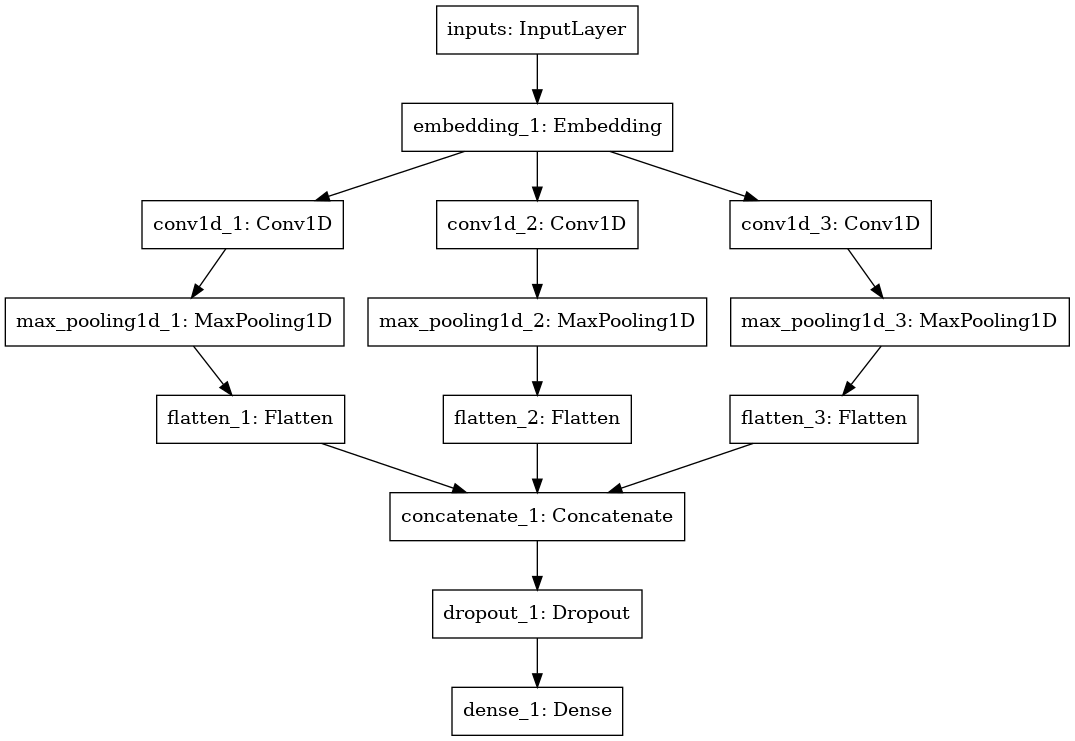 inputs: InputLayer
embedding_1: Embedding
conv1d_1: Conv1D
conv1d_2: Conv1D
conv1d_3: Conv1D
max_pooling1d_1: MaxPooling1D
max_pooling1d_2: MaxPooling1D
max_pooling1d_3: MaxPooling1D
flatten_1: Flatten
flatten_2: Flatten
flatten_3: Flatten
concatenate_1: Concatenate
dropout_1: Dropout
dense_1: Dense